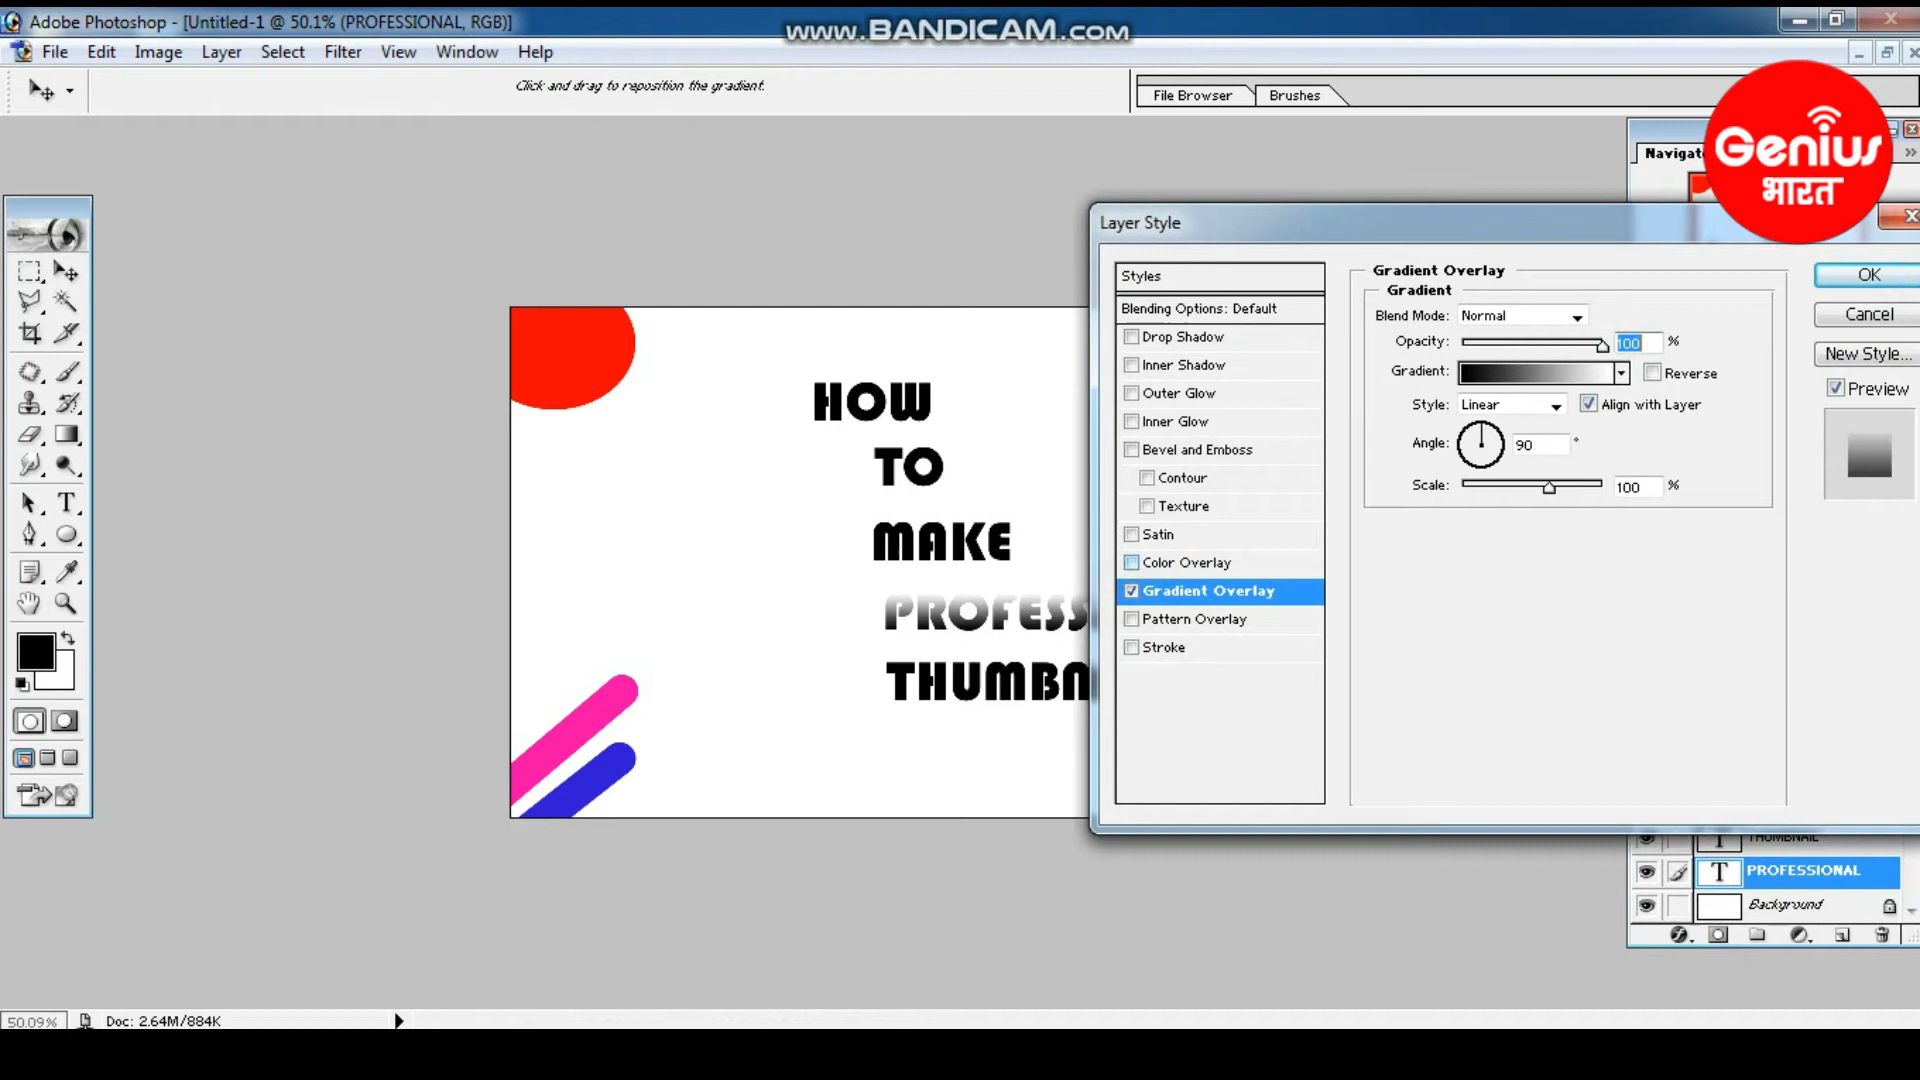 Adobe Photoshop - [Untitled-1 @ 50.1% (PROFESSIONAL, RGB)]
www.BANDICAM.com
File Edit Image Layer Select Filter View Window Help
Click and drag to reposition the gradient.
File Browser
Brushes
Genius
भारत
Layer Style
Styles
Blending Options: Default
Drop Shadow
Inner Shadow
Outer Glow
Inner Glow
Bevel and Emboss
Contour
Texture
Satin
Color Overlay
Gradient Overlay
Pattern Overlay
Stroke
Gradient Overlay
Gradient
Blend Mode: Normal
Opacity: 100 %
Gradient: Reverse
Style: Linear Align with Layer
Angle: 90 °
Scale: 100 %
OK
Cancel
New Style...
Preview
HOW
TO
MAKE
PROFESS
THUMBN
T THUMBNAIL
T PROFESSIONAL
Background
50.09% Doc: 2.64M/884K